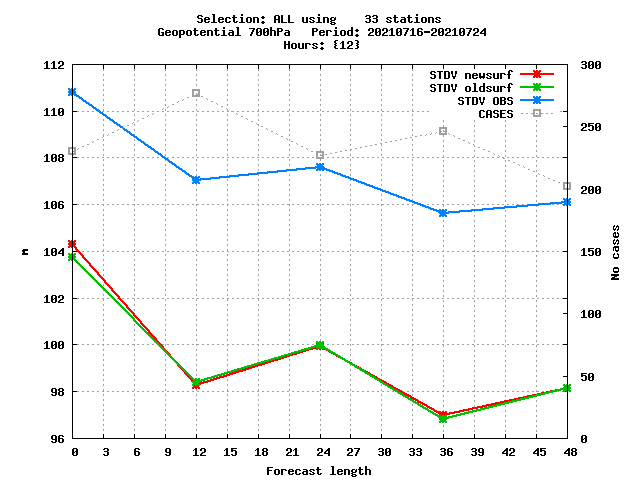 Selection: ALL using    33 stations
Geopotential 700hPa   Period: 20210716-20210724
Hours: {12}
STDV newsurf
STDV oldsurf
STDV OBS
CASES
112
110
108
106
104
102
100
98
96
m
300
250
200
150
100
50
0
No cases
0 3 6 9 12 15 18 21 24 27 30 33 36 39 42 45 48
Forecast length